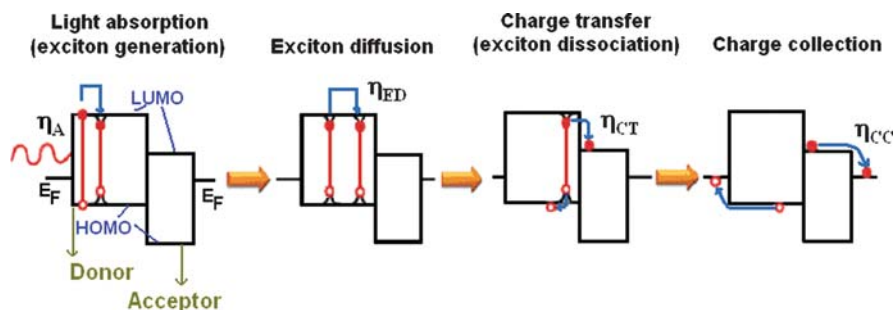 Light absorption
(exciton generation)
Exciton diffusion
Charge transfer
(exciton dissociation)
Charge collection
LUMO
ηA
EF
EF
HOMO
Donor
Acceptor
ηED
ηCT
ηCC